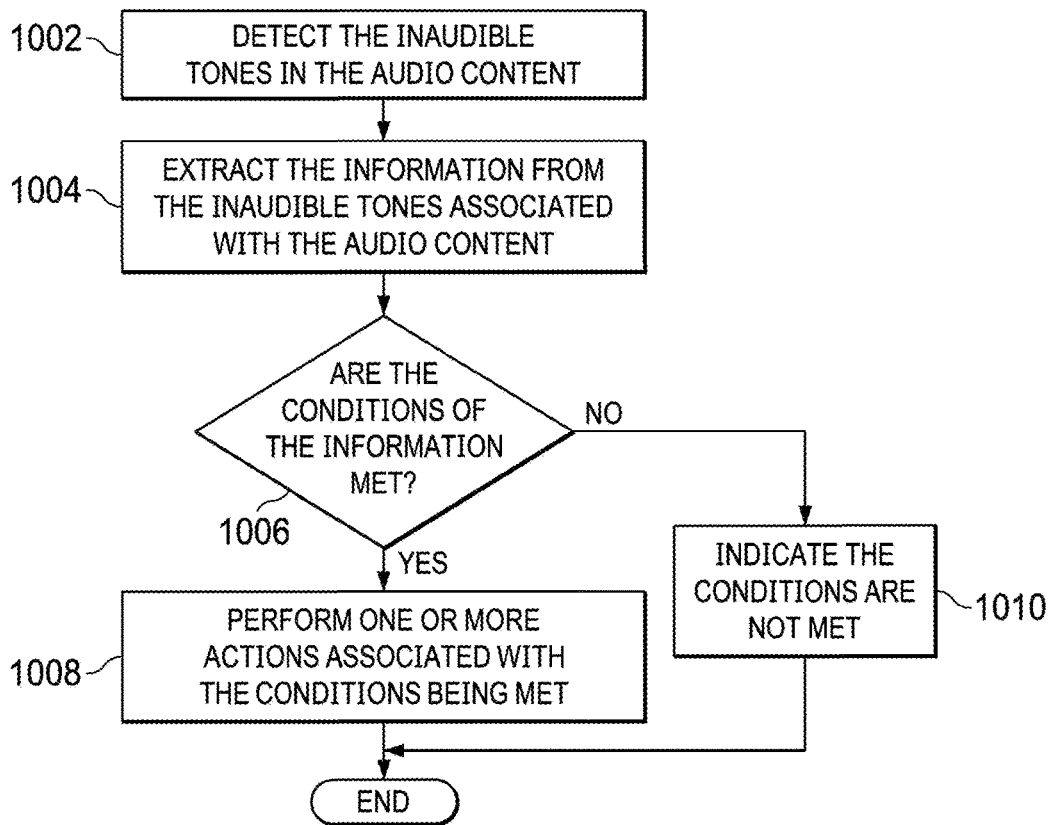 1002
DETECT THE INAUDIBLE
TONES IN THE AUDIO CONTENT
1004
EXTRACT THE INFORMATION FROM
THE INAUDIBLE TONES ASSOCIATED
WITH THE AUDIO CONTENT
ARE THE
CONDITIONS OF
THE INFORMATION
MET?
1006
NO
YES
INDICATE THE
CONDITIONS ARE
NOT MET
1010
1008
PERFORM ONE OR MORE
ACTIONS ASSOCIATED WITH
THE CONDITIONS BEING MET
END